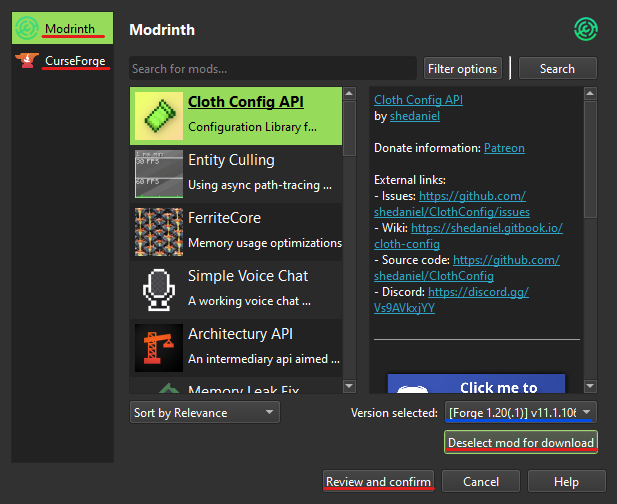 Modrinth
CurseForge
Modrinth
Search for mods...
Filter options
Search
Cloth Config API
Configuration Library f...
Entity Culling
Using async path-tracing ...
FerriteCore
Memory usage optimizations
Simple Voice Chat
A working voice chat ...
Architectury API
An intermediary api aimed ...
Memory Leak Fix
30 FPS
60 FPS
Cloth Config API
by shedaniel
Donate information: Patreon
External links:
- Issues: https://github.com/
shedaniel/ClothConfig/issues
- Wiki: https://shedaniel.gitbook.io/
cloth-config
- Source code: https://github.com/
shedaniel/ClothConfig
- Discord: https://discord.gg/
Vs9AVkxjYY
Click me to
Sort by Relevance
Version selected:
[Forge 1.20(.1)] v11.1.106
Deselect mod for download
Review and confirm
Cancel
Help